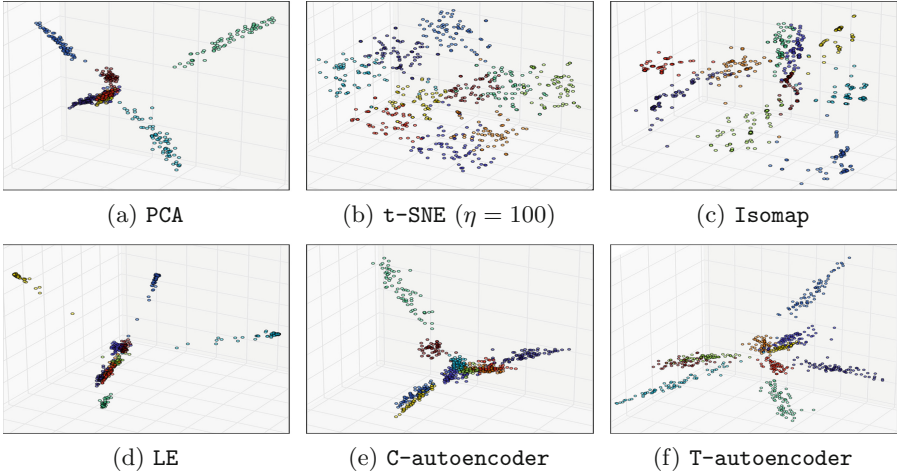 (a) PCA
(b) t-SNE (η = 100)
(c) Isomap
(d) LE
(e) C-autoencoder
(f) T-autoencoder